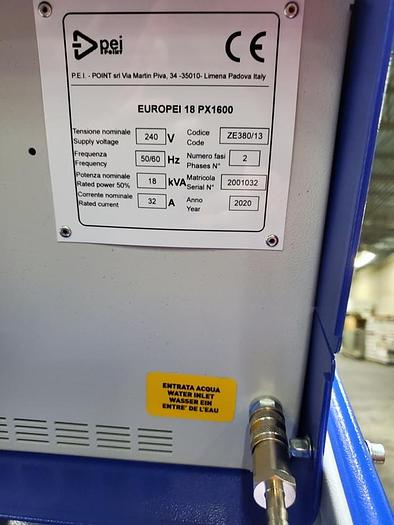 pei
POINT
CE
P.E.I. - POINT srl Via Martin Piva, 34 -35010- Limena Padova Italy
EUROPEI 18 PX1600
Tensione nominale
Supply voltage
240 V
Codice
Code
ZE380/13
Frequenza
Frequency
50/60 Hz
Numero fasi
Phases N°
2
Potenza nominale
Rated power 50%
18 kVA
Matricola
Serial N°
2001032
Corrente nominale
Rated current
32 A
Anno
Year
2020
ENTRATA ACQUA
WATER INLET
WASSER EIN
ENTRE' DE L'EAU